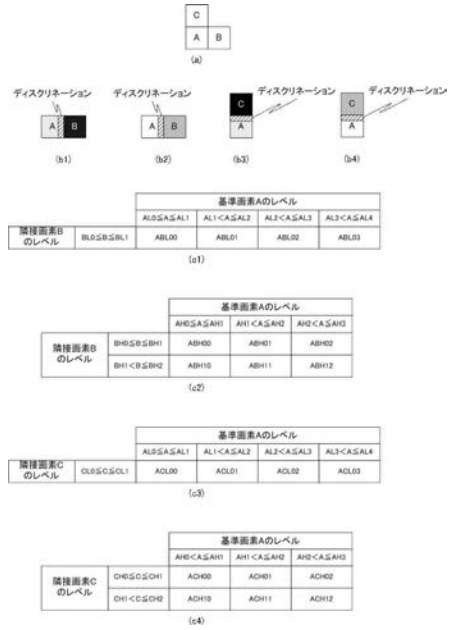 C
A B
(a)
ディスクリネーション ディスクリネーション ディスクリネーション ディスクリネーション
C C
A B A B A A
(b1) (b2) (b3) (b4)
基準画素Aのレベル
AL0≦A≦AL1 AL1<A≦AL2 AL2<A≦AL3 AL3<A≦AL4
隣接画素Bのレベル BL0≦B≦BL1 ABL00 ABL01 ABL02 ABL03
(c1)
基準画素Aのレベル
AH0≦A≦AH1 AH1<A≦AH2 AH2<A≦AH3
隣接画素Bのレベル BH0≦B≦BH1 ABH00 ABH01 ABH02
BH1<B≦BH2 ABH10 ABH11 ABH12
(c2)
基準画素Aのレベル
AL0≦A≦AL1 AL1<A≦AL2 AL2<A≦AL3 AL3<A≦AL4
隣接画素Cのレベル CL0≦C≦CL1 ACL00 ACL01 ACL02 ACL03
(c3)
基準画素Aのレベル
AH0<A≦AH1 AH1<A≦AH2 AH2<A≦AH3
隣接画素Cのレベル CH0≦C≦CH1 ACH00 ACH01 ACH02
CH1<C≦CH2 ACH10 ACH11 ACH12
(c4)